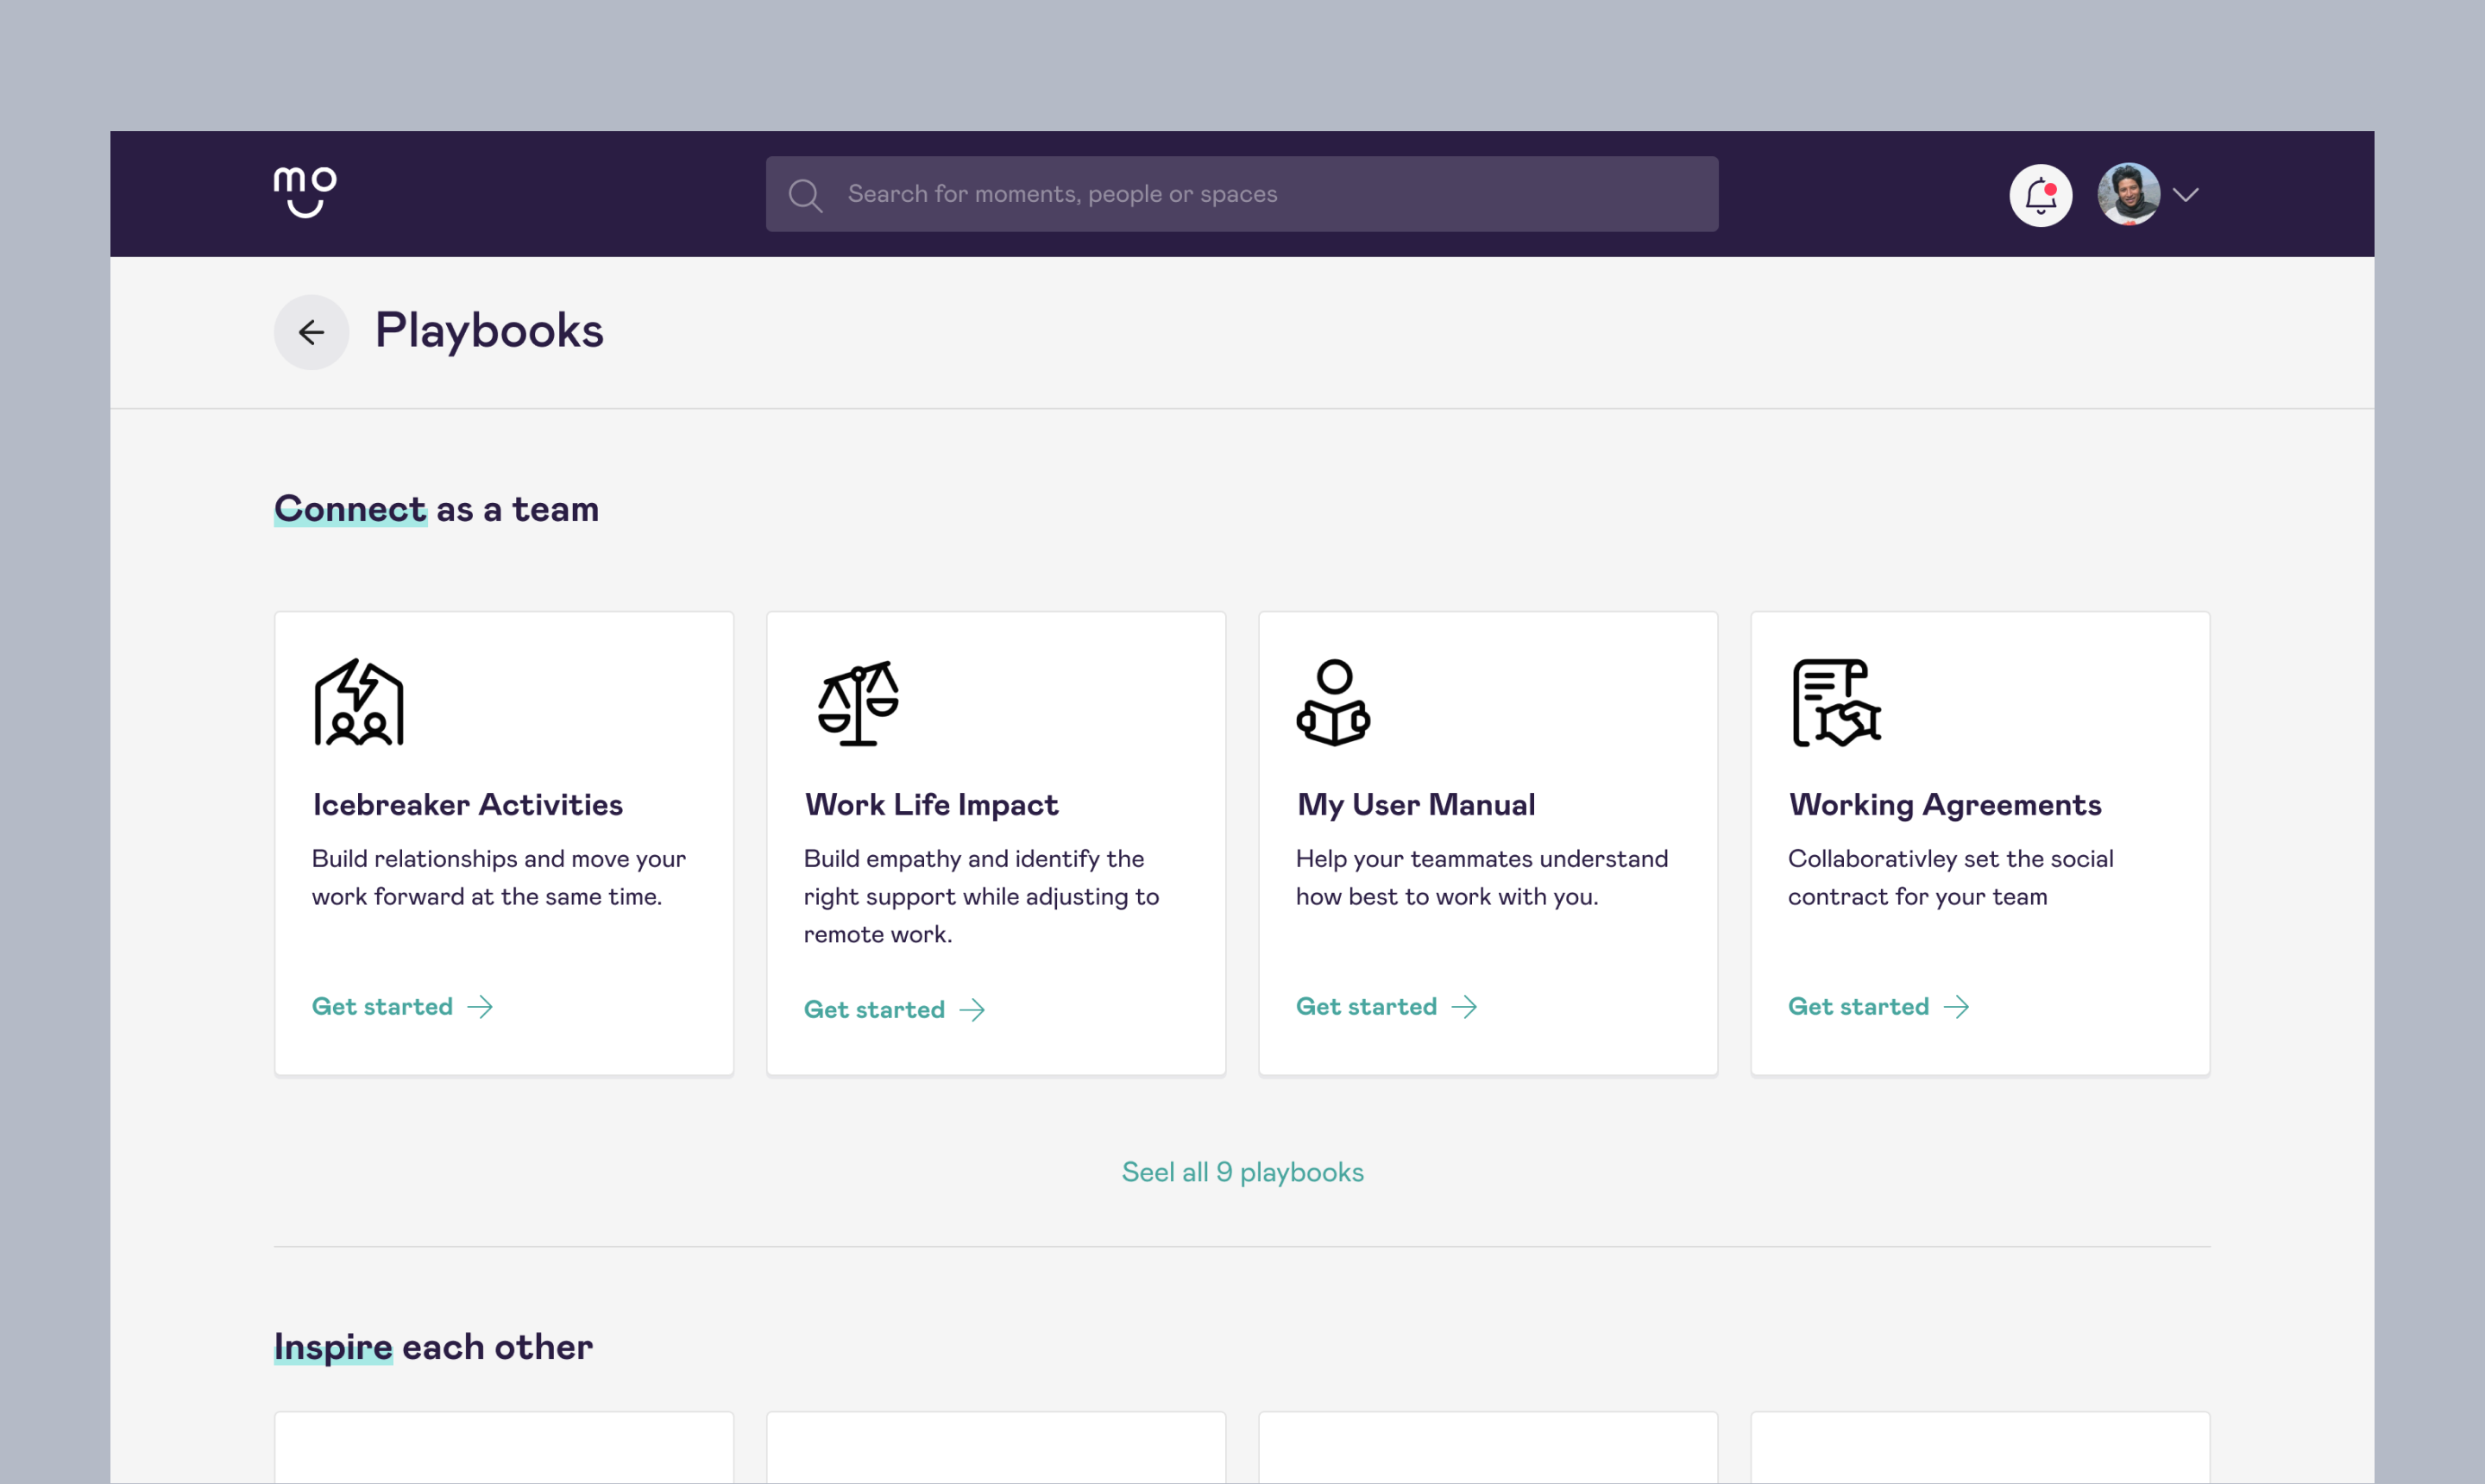 mo
Search for moments, people or spaces
Playbooks
Connect as a team
Icebreaker Activities
Build relationships and move your
work forward at the same time.
Get started
Work Life Impact
Build empathy and identify the
right support while adjusting to
remote work.
Get started
My User Manual
Help your teammates understand
how best to work with you.
Get started
Working Agreements
Collaborativley set the social
contract for your team
Get started
Seel all 9 playbooks
Inspire each other